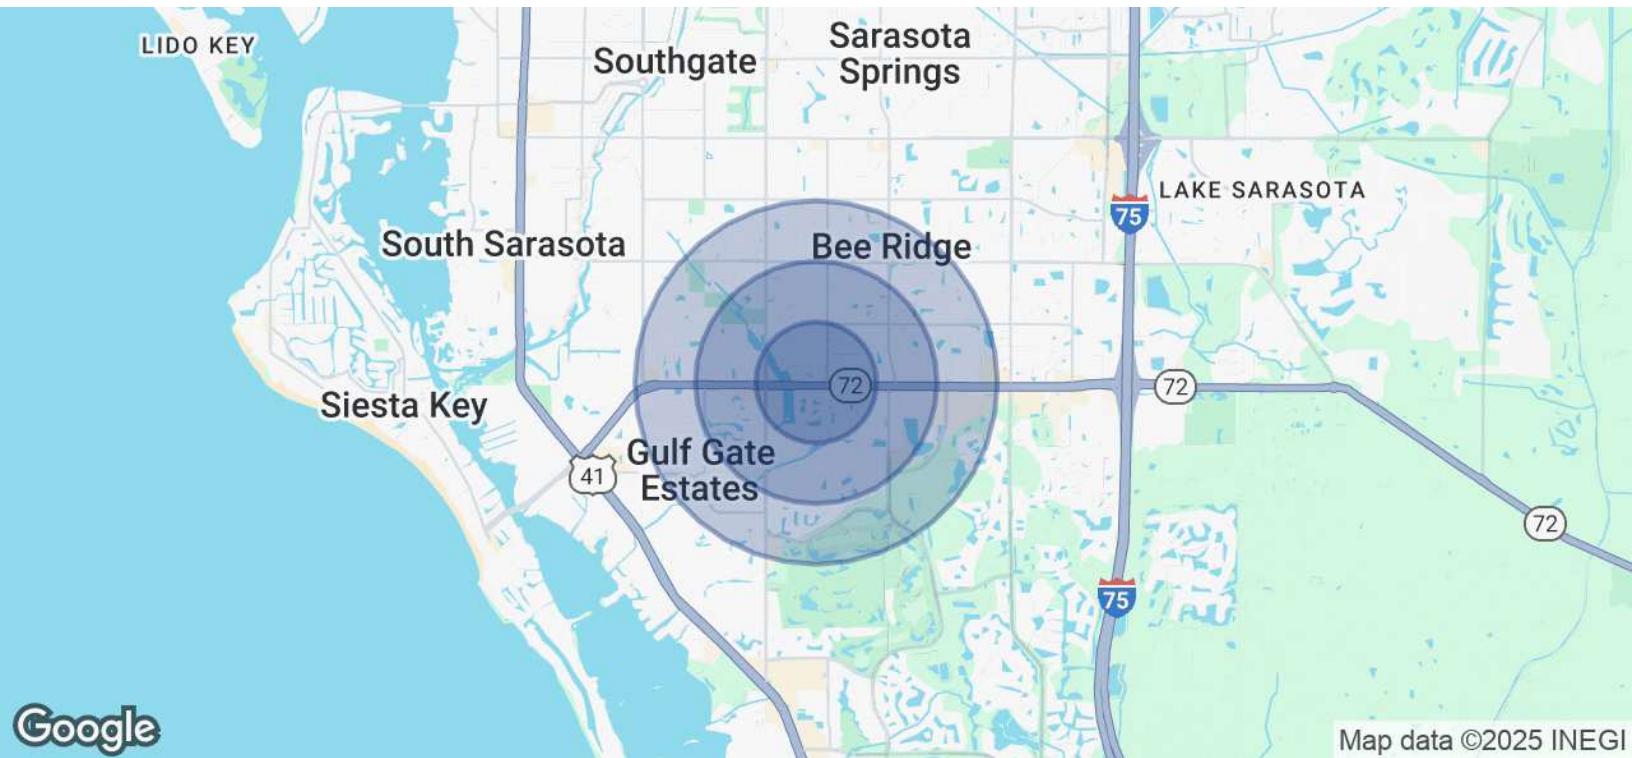 LIDO KEY
Southgate
Sarasota
Springs
75
LAKE SARASOTA
South Sarasota
Bee Ridge
Siesta Key
72
72
Gulf Gate
Estates
41
72
75
Google
Map data ©2025 INEGI